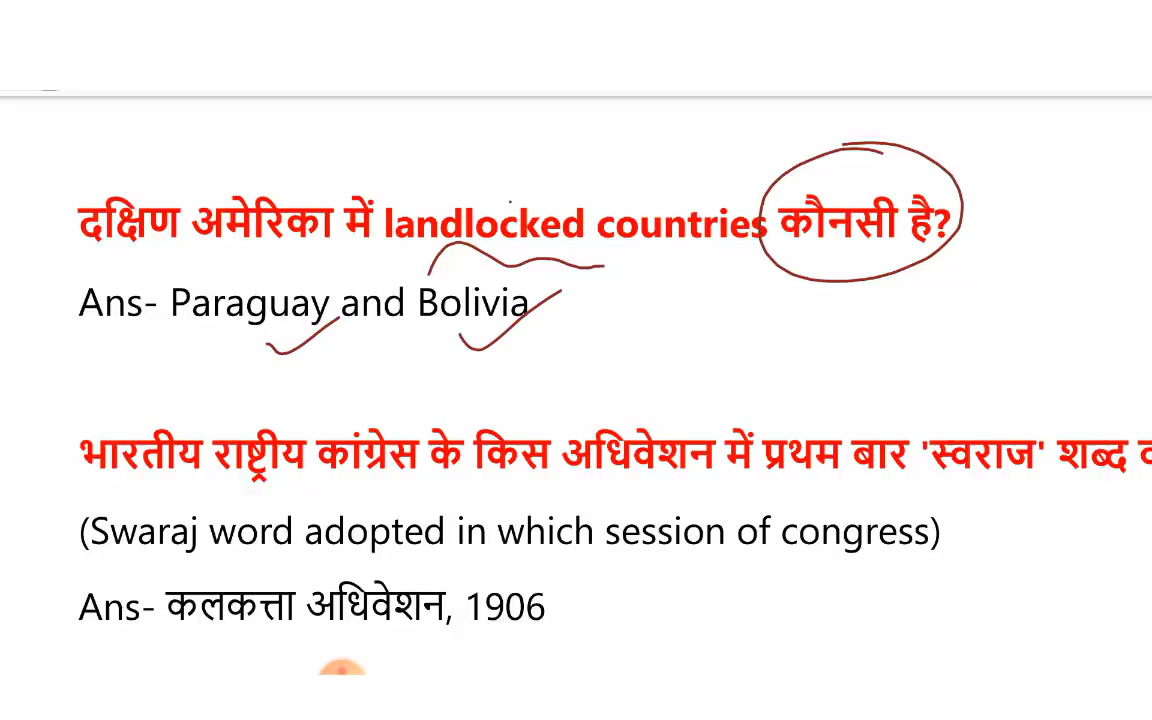 दक्षिण अमेरिका में landlocked countries कौनसी है?
Ans- Paraguay and Bolivia
भारतीय राष्ट्रीय कांग्रेस के किस अधिवेशन में प्रथम बार 'स्वराज' शब्द
(Swaraj word adopted in which session of congress)
Ans- कलकत्ता अधिवेशन, 1906